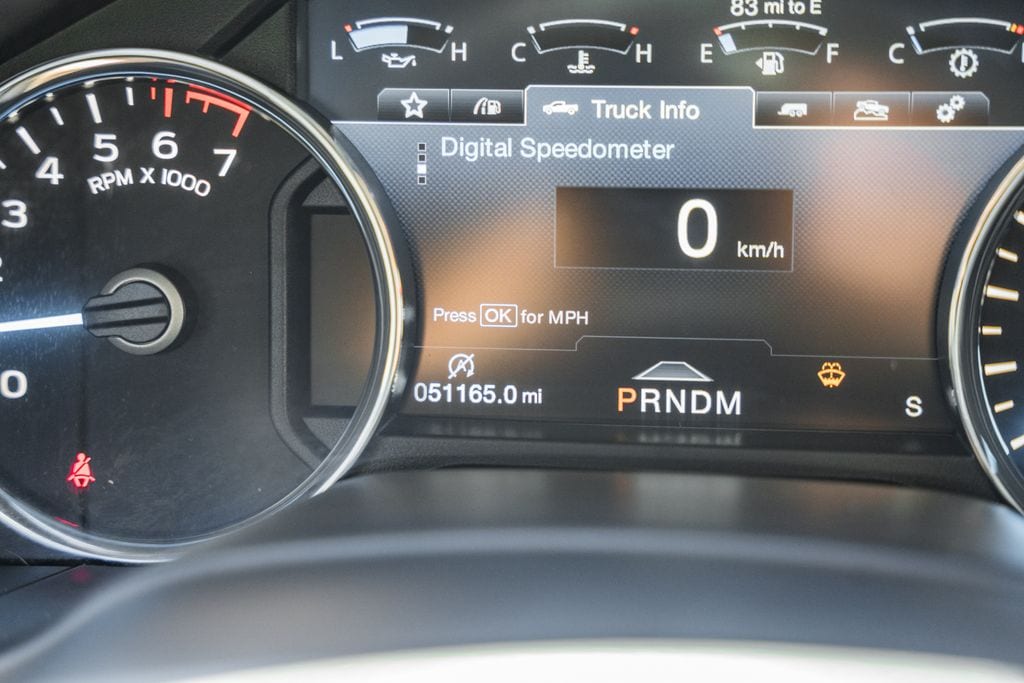 83 mi to E
L H C H E F C
Truck Info
Digital Speedometer
0 km/h
Press OK for MPH
A
051165.0 mi
PRNDM
S
0 3 4 5 6 7
RPM X 1000